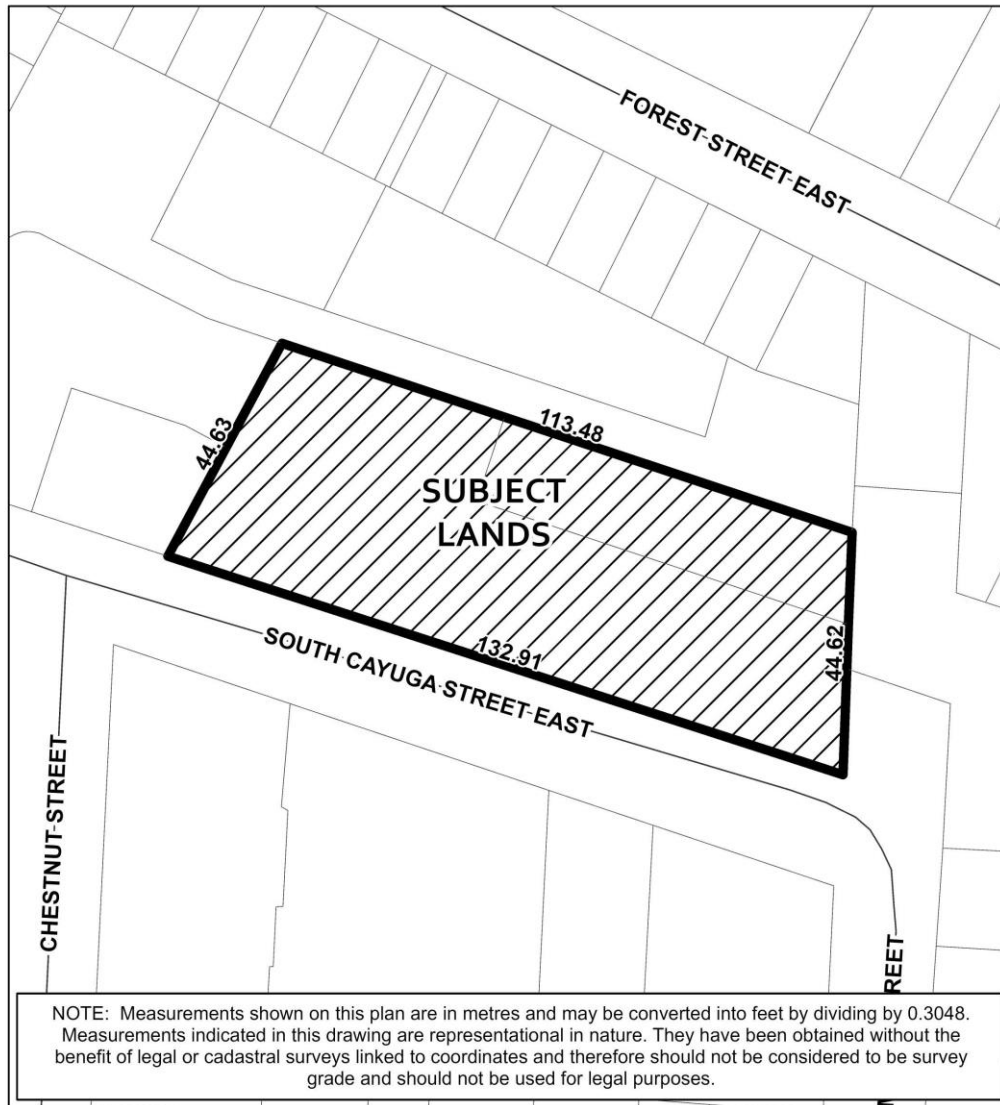 FOREST STREET EAST
113.48
44.63
SUBJECT
LANDS
44.62
132.91
SOUTH CAYUGA STREET EAST
CHESTNUT STREET
NOTE: Measurements shown on this plan are in metres and may be converted into feet by dividing by 0.3048.
Measurements indicated in this drawing are representational in nature. They have been obtained without the
benefit of legal or cadastral surveys linked to coordinates and therefore should not be considered to be survey
grade and should not be used for legal purposes.